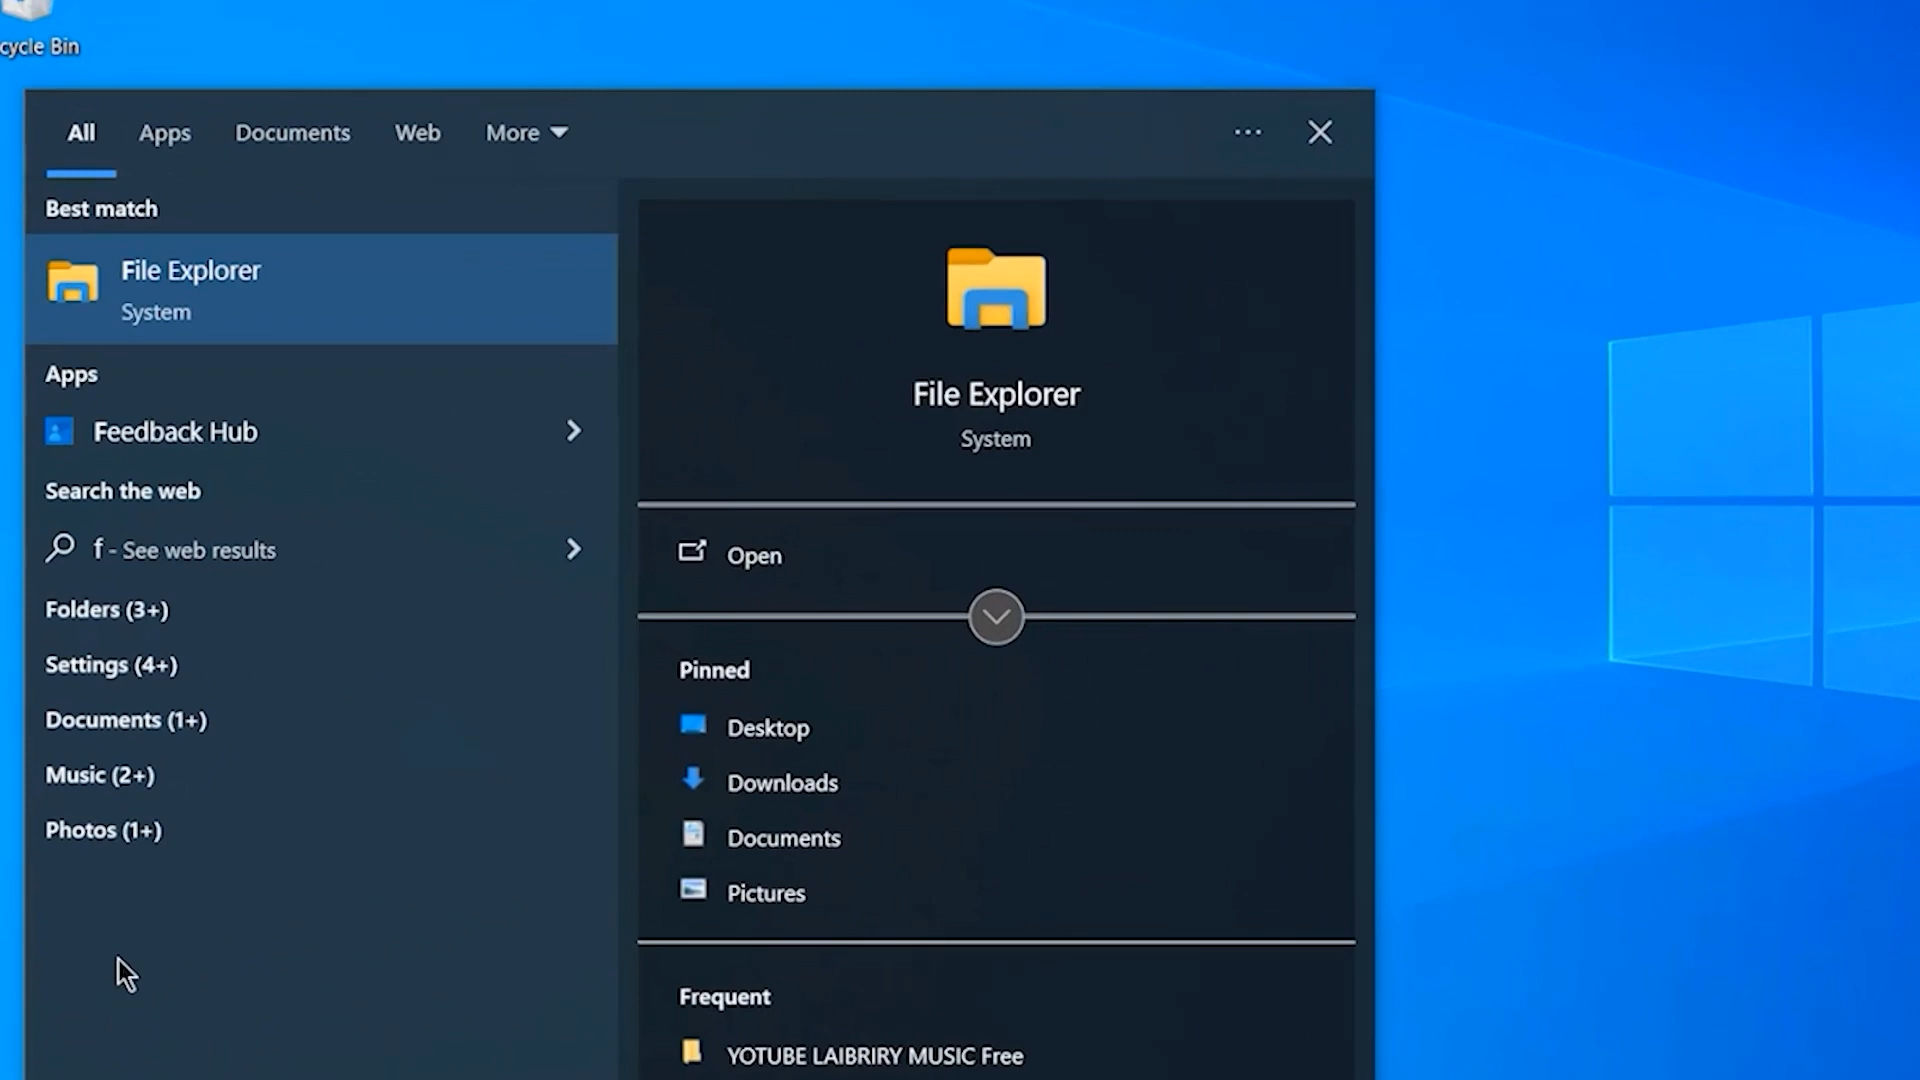 cycle Bin
All
Apps
Documents
Web
More
Best match
File Explorer
System
Apps
Feedback Hub
Search the web
f - See web results
Folders (3+)
Settings (4+)
Documents (1+)
Music (2+)
Photos (1+)
File Explorer
System
Open
Pinned
Desktop
Downloads
Documents
Pictures
Frequent
YOTUBE LAIBRIRY MUSIC Free